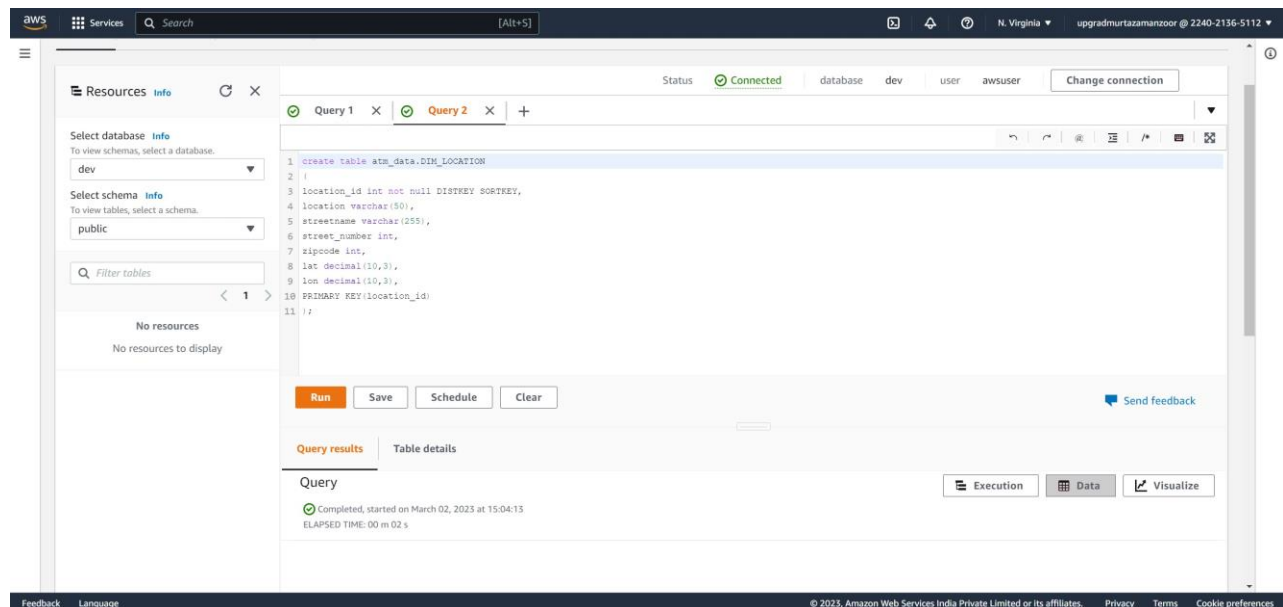 aws Services Search [Alt+S] N. Virginia upgradmurtazamanzoor @ 2240-2136-5112
Resources Info
Status Connected database dev user awsuser Change connection
Query 1 Query 2
Select database Info
To view schemas, select a database.
dev
Select schema Info
To view tables, select a schema.
public
Filter tables
1
No resources
No resources to display
1 create table atm_data.DIM_LOCATION
2 (
3 location_id int not null DISTKEY SORTKEY,
4 location varchar(50),
5 streetname varchar(255),
6 street_number int,
7 zipcode int,
8 lat decimal(10,3),
9 lon decimal(10,3),
10 PRIMARY KEY(location_id)
11 );
Run Save Schedule Clear
Send feedback
Query results Table details
Query
Execution Data Visualize
Completed, started on March 02, 2023 at 15:04:13
ELAPSED TIME: 00 m 02 s
Feedback Language © 2023, Amazon Web Services India Private Limited or its affiliates. Privacy Terms Cookie preferences